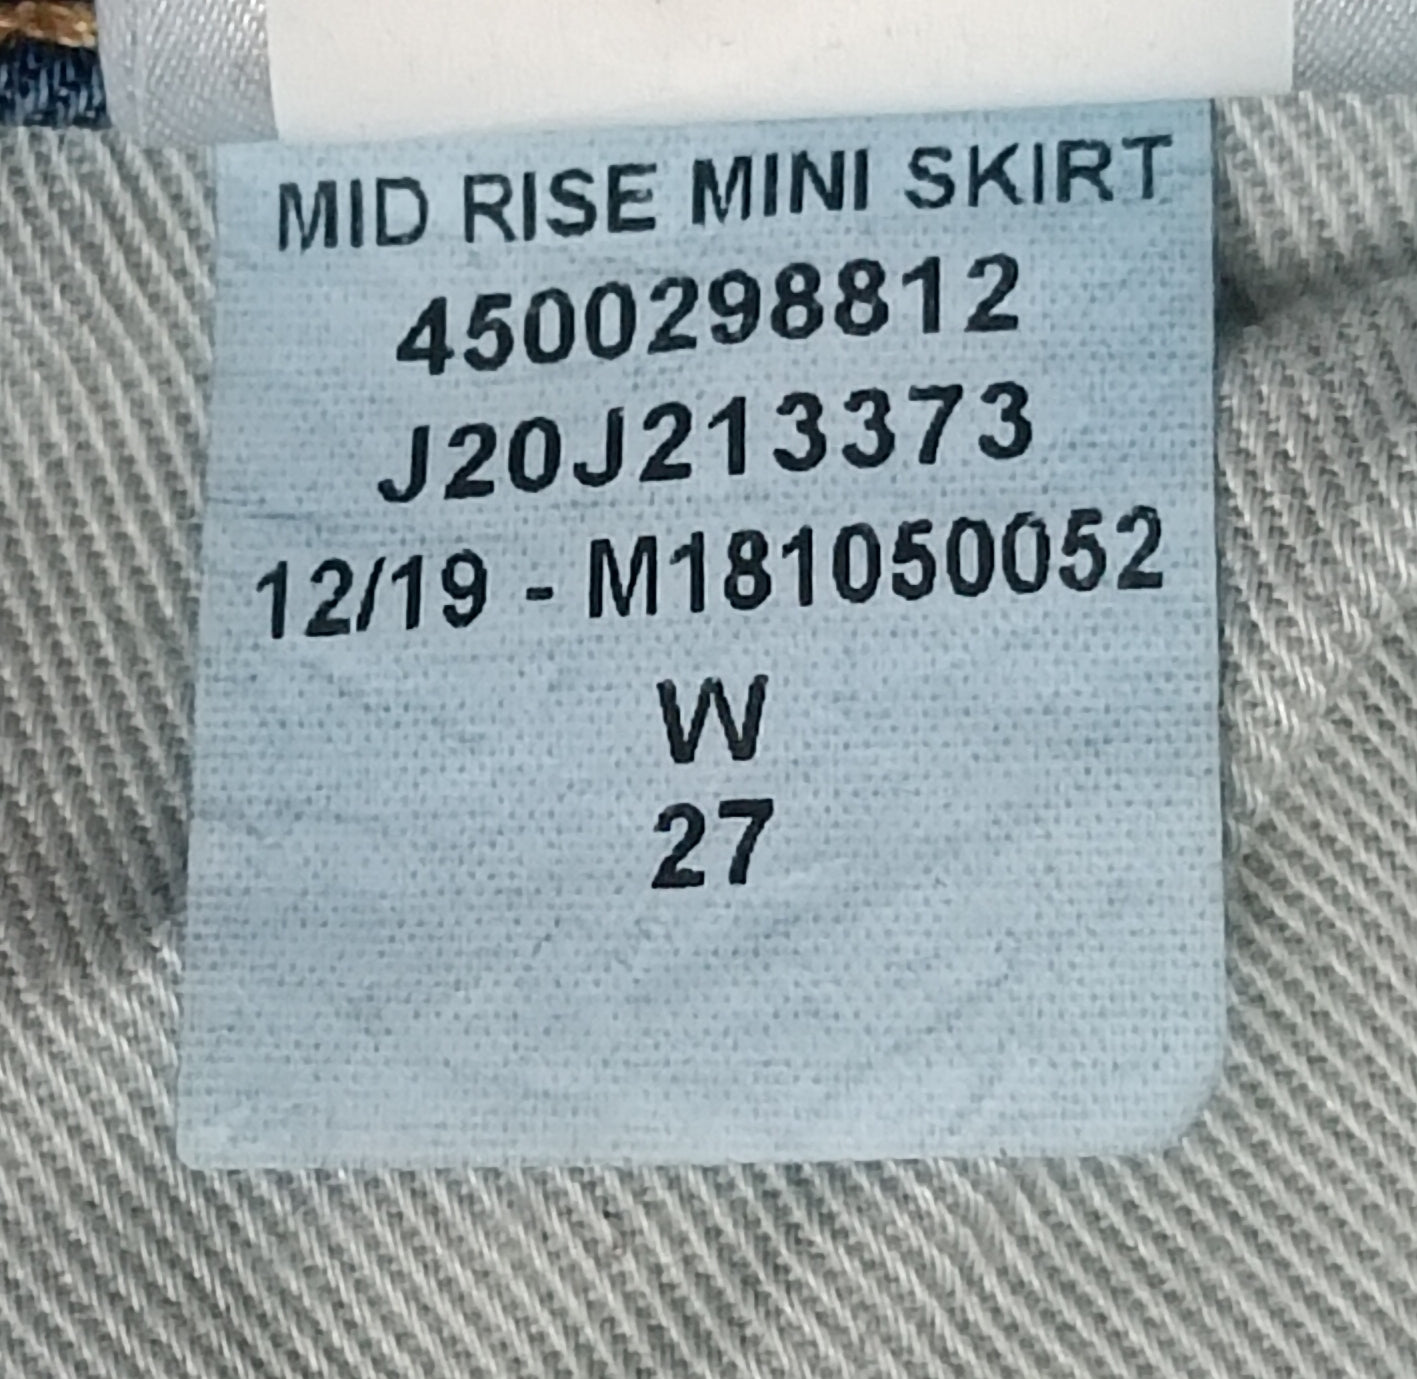 MID RISE MINI SKIRT
4500298812
J20J213373
12/19 - M181050052
W
27